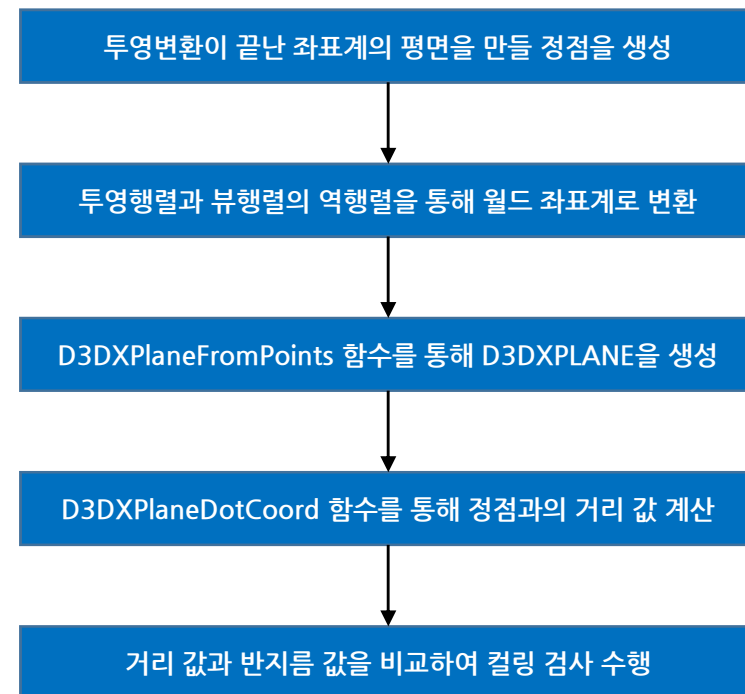 투영변환이 끝난 좌표계의 평면을 만들 정점을 생성
투영행렬과 뷰행렬의 역행렬을 통해 월드 좌표계로 변환
D3DXPlaneFromPoints 함수를 통해 D3DXPLANE을 생성
D3DXPlaneDotCoord 함수를 통해 정점과의 거리 값 계산
거리 값과 반지름 값을 비교하여 컬링 검사 수행